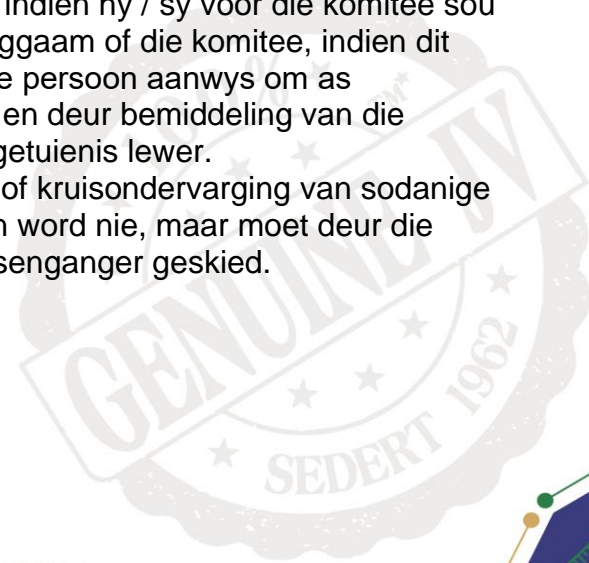 indien hy / sy voor die komitee sou
ggaam of die komitee, indien dit
e persoon aanwys om as
en deur bemiddeling van die
getuienis lewer.
of kruisondervarging van sodanige
word nie, maar moet deur die
senganger geskied.
100%
GENUINE JV
SEDERT 1962